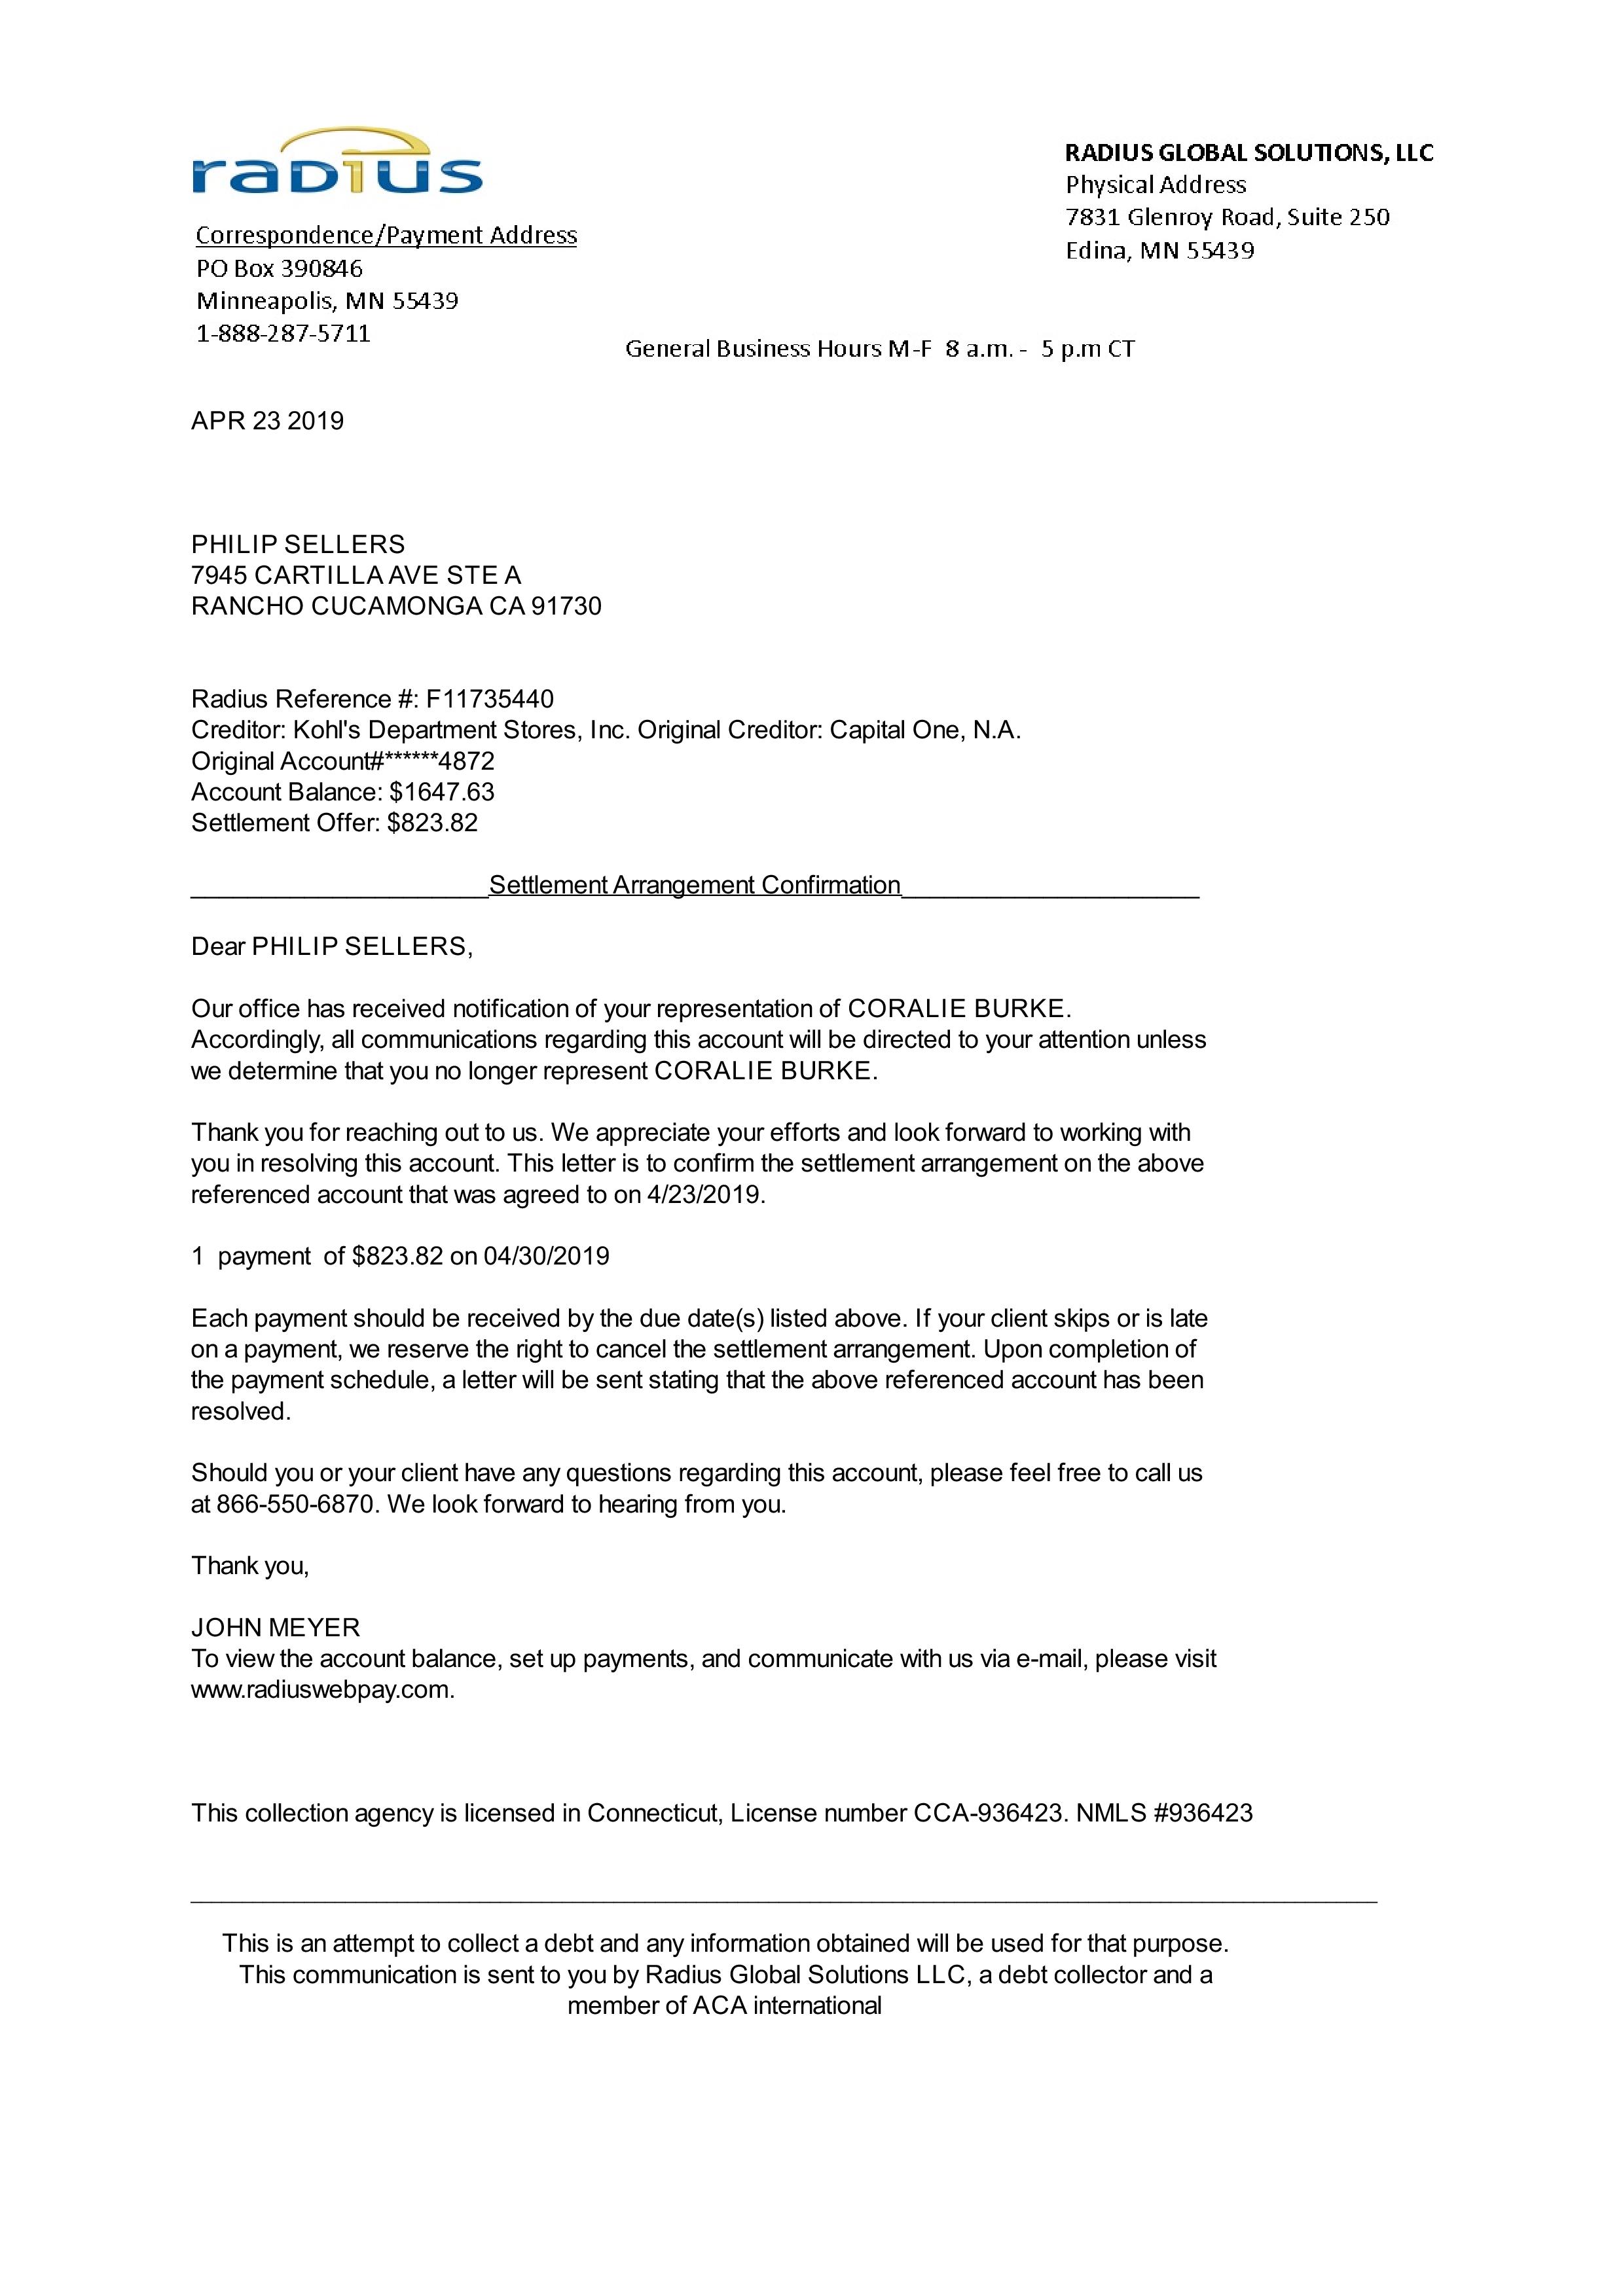 radius
RADIUS GLOBAL SOLUTIONS, LLC
Physical Address
7831 Glenroy Road, Suite 250
Edina, MN 55439
Correspondence/Payment Address
PO Box 390846
Minneapolis, MN 55439
1-888-287-5711
General Business Hours M-F 8 a.m. - 5 p.m CT
APR 23 2019
PHILIP SELLERS
7945 CARTILLA AVE STE A
RANCHO CUCAMONGA CA 91730
Radius Reference #: F11735440
Creditor: Kohl's Department Stores, Inc. Original Creditor: Capital One, N.A.
Original Account#******4872
Account Balance: $1647.63
Settlement Offer: $823.82
Settlement Arrangement Confirmation
Dear PHILIP SELLERS,
Our office has received notification of your representation of CORALIE BURKE.
Accordingly, all communications regarding this account will be directed to your attention unless
we determine that you no longer represent CORALIE BURKE.
Thank you for reaching out to us. We appreciate your efforts and look forward to working with
you in resolving this account. This letter is to confirm the settlement arrangement on the above
referenced account that was agreed to on 4/23/2019.
1 payment of $823.82 on 04/30/2019
Each payment should be received by the due date(s) listed above. If your client skips or is late
on a payment, we reserve the right to cancel the settlement arrangement. Upon completion of
the payment schedule, a letter will be sent stating that the above referenced account has been
resolved.
Should you or your client have any questions regarding this account, please feel free to call us
at 866-550-6870. We look forward to hearing from you.
Thank you,
JOHN MEYER
To view the account balance, set up payments, and communicate with us via e-mail, please visit
www.radiuswebpay.com.
This collection agency is licensed in Connecticut, License number CCA-936423. NMLS #936423
This is an attempt to collect a debt and any information obtained will be used for that purpose.
This communication is sent to you by Radius Global Solutions LLC, a debt collector and a
member of ACA international